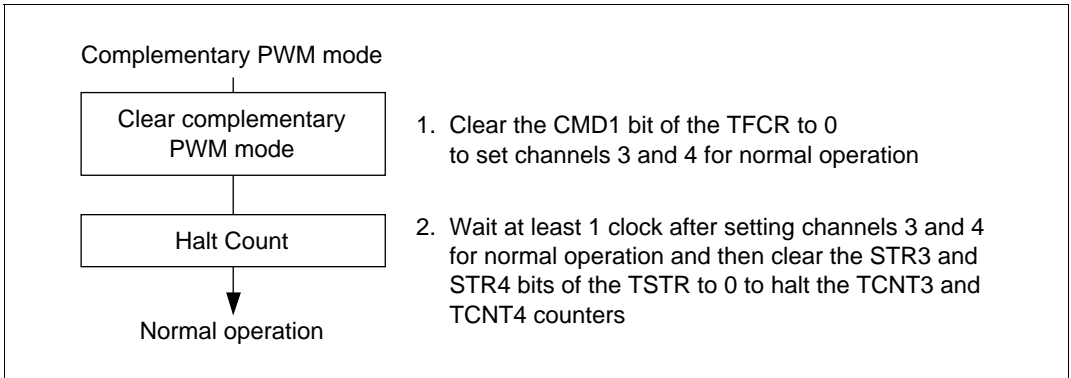 Complementary PWM mode
Clear complementary
PWM mode
1. Clear the CMD1 bit of the TFCR to 0
to set channels 3 and 4 for normal operation
Halt Count
2. Wait at least 1 clock after setting channels 3 and 4
for normal operation and then clear the STR3 and
STR4 bits of the TSTR to 0 to halt the TCNT3 and
TCNT4 counters
Normal operation